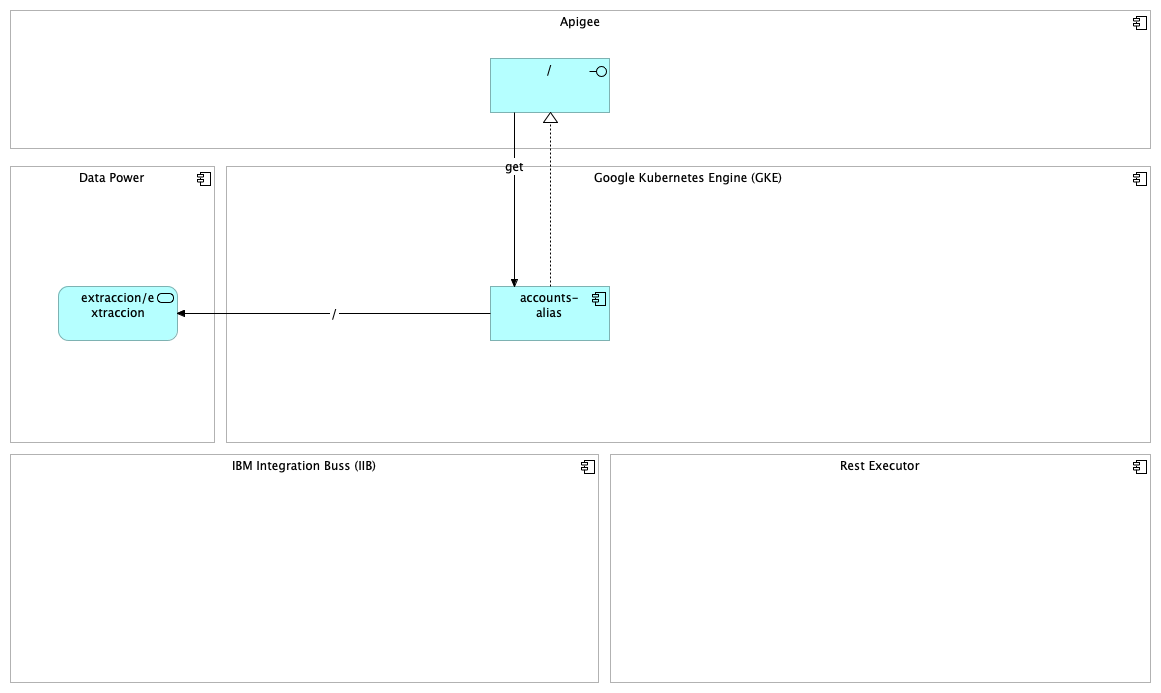 Apigee
/
get
Data Power
Google Kubernetes Engine (GKE)
extraccion/e
xtraccion
/
accounts-
alias
IBM Integration Buss (IIB)
Rest Executor